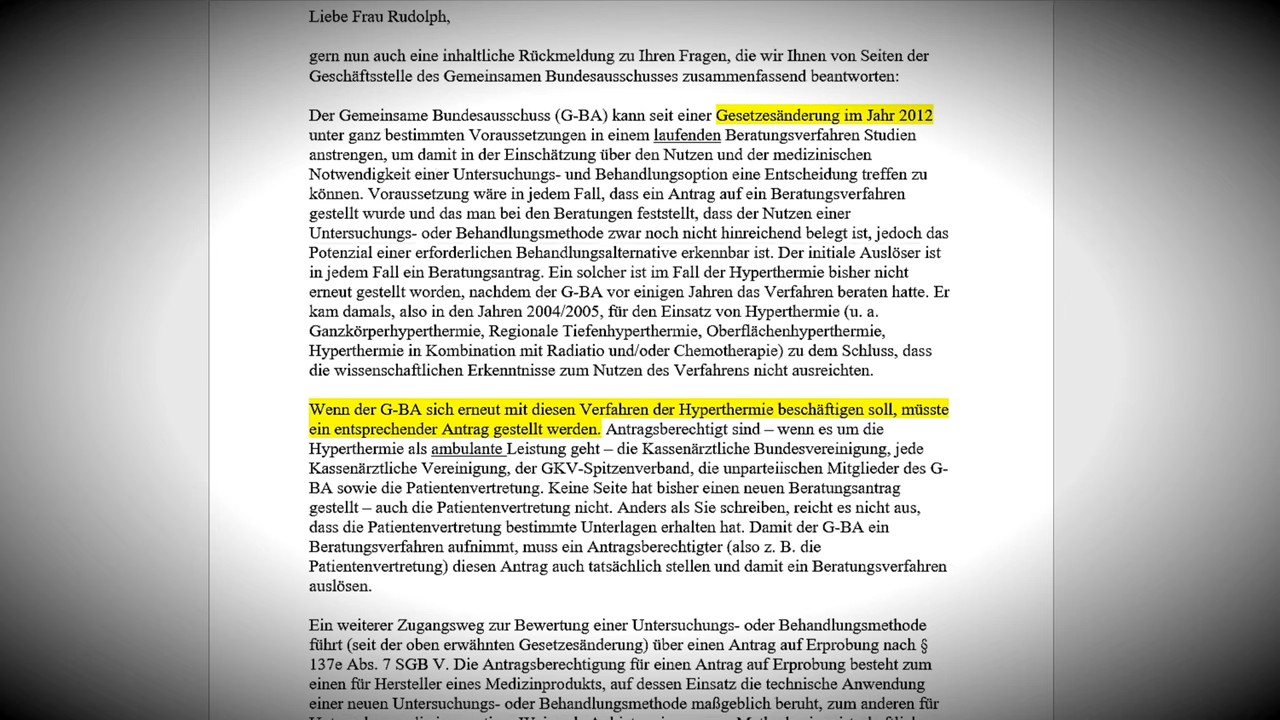 Liebe Frau Rudolph,
gern nun auch eine inhaltliche Rückmeldung zu Ihren Fragen, die wir Ihnen von Seiten der
Geschäftsstelle des Gemeinsamen Bundesausschusses zusammenfassend beantworten:
Der Gemeinsame Bundesausschuss (G-BA) kann seit einer Gesetzesänderung im Jahr 2012
unter ganz bestimmten Voraussetzungen in einem laufenden Beratungsverfahren Studien
anstrengen, um damit in der Einschätzung über den Nutzen und der medizinischen
Notwendigkeit einer Untersuchungs- und Behandlungsoption eine Entscheidung treffen zu
können. Voraussetzung wäre in jedem Fall, dass ein Antrag auf ein Beratungsverfahren
gestellt wurde und das man bei den Beratungen feststellt, dass der Nutzen einer
Untersuchungs- oder Behandlungsmethode zwar noch nicht hinreichend belegt ist, jedoch das
Potenzial einer erforderlichen Behandlungsalternative erkennbar ist. Der initiale Auslöser ist
in jedem Fall ein Beratungsantrag. Ein solcher ist im Fall der Hyperthermie bisher nicht
erneut gestellt worden, nachdem der G-BA vor einigen Jahren das Verfahren beraten hatte. Er
kam damals, also in den Jahren 2004/2005, für den Einsatz von Hyperthermie (u. a.
Ganzkörperhyperthermie, Regionale Tiefenhyperthermie, Oberflächenhyperthermie,
Hyperthermie in Kombination mit Radiatio und/oder Chemotherapie) zu dem Schluss, dass
die wissenschaftlichen Erkenntnisse zum Nutzen des Verfahrens nicht ausreichten.
Wenn der G-BA sich erneut mit diesen Verfahren der Hyperthermie beschäftigen soll, müsste
ein entsprechender Antrag gestellt werden. Antragsberechtigt sind – wenn es um die
Hyperthermie als ambulante Leistung geht – die Kassenärztliche Bundesvereinigung, jede
Kassenärztliche Vereinigung, der GKV-Spitzenverband, die unparteiischen Mitglieder des G-
BA sowie die Patientenvertretung. Keine Seite hat bisher einen neuen Beratungsantrag
gestellt – auch die Patientenvertretung nicht. Anders als Sie schreiben, reicht es nicht aus,
dass die Patientenvertretung bestimmte Unterlagen erhalten hat. Damit der G-BA ein
Beratungsverfahren aufnimmt, muss ein Antragsberechtigter (also z. B. die
Patientenvertretung) diesen Antrag auch tatsächlich stellen und damit ein Beratungsverfahren
auslösen.
Ein weiterer Zugangsweg zur Bewertung einer Untersuchungs- oder Behandlungsmethode
führt (seit der oben erwähnten Gesetzesänderung) über einen Antrag auf Erprobung nach §
137e Abs. 7 SGB V. Die Antragsberechtigung für einen Antrag auf Erprobung besteht zum
einen für Hersteller eines Medizinprodukts, auf dessen Einsatz die technische Anwendung
einer neuen Untersuchungs- oder Behandlungsmethode maßgeblich beruht, zum anderen für